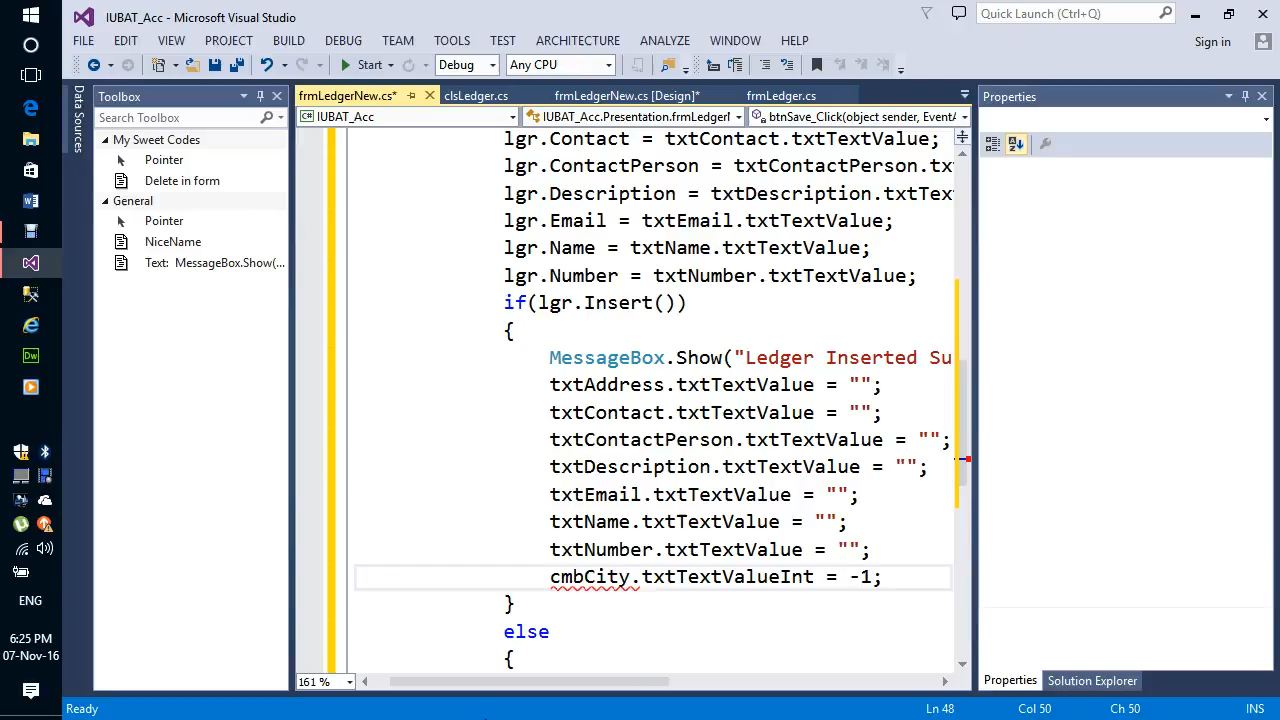 IUBAT_Acc - Microsoft Visual Studio
Quick Launch (Ctrl+Q)
FILE EDIT VIEW PROJECT BUILD DEBUG TEAM TOOLS TEST ARCHITECTURE ANALYZE WINDOW HELP
Sign in
Start Debug Any CPU
Data Sources
Toolbox
Search Toolbox
My Sweet Codes
Pointer
Delete in form
General
Pointer
NiceName
Text: MessageBox.Show(...
frmLedgerNew.cs* clsLedger.cs frmLedgerNew.cs [Design]* frmLedger.cs
IUBAT_Acc IUBAT_Acc.Presentation.frmLedgerl btnSave_Click(object sender, EventA
lgr.Contact = txtContact.txtTextValue;
lgr.ContactPerson = txtContactPerson.tx
lgr.Description = txtDescription.txtTex
lgr.Email = txtEmail.txtTextValue;
lgr.Name = txtName.txtTextValue;
lgr.Number = txtNumber.txtTextValue;
if(lgr.Insert())
{
MessageBox.Show("Ledger Inserted Su
txtAddress.txtTextValue = "";
txtContact.txtTextValue = "";
txtContactPerson.txtTextValue = "";
txtDescription.txtTextValue = "";
txtEmail.txtTextValue = "";
txtName.txtTextValue = "";
txtNumber.txtTextValue = "";
cmbCity.txtTextValueInt = -1;
}
else
{
161 %
Properties
Properties Solution Explorer
Ready Ln 48 Col 50 Ch 50 INS
Dw
ENG
6:25 PM
07-Nov-16